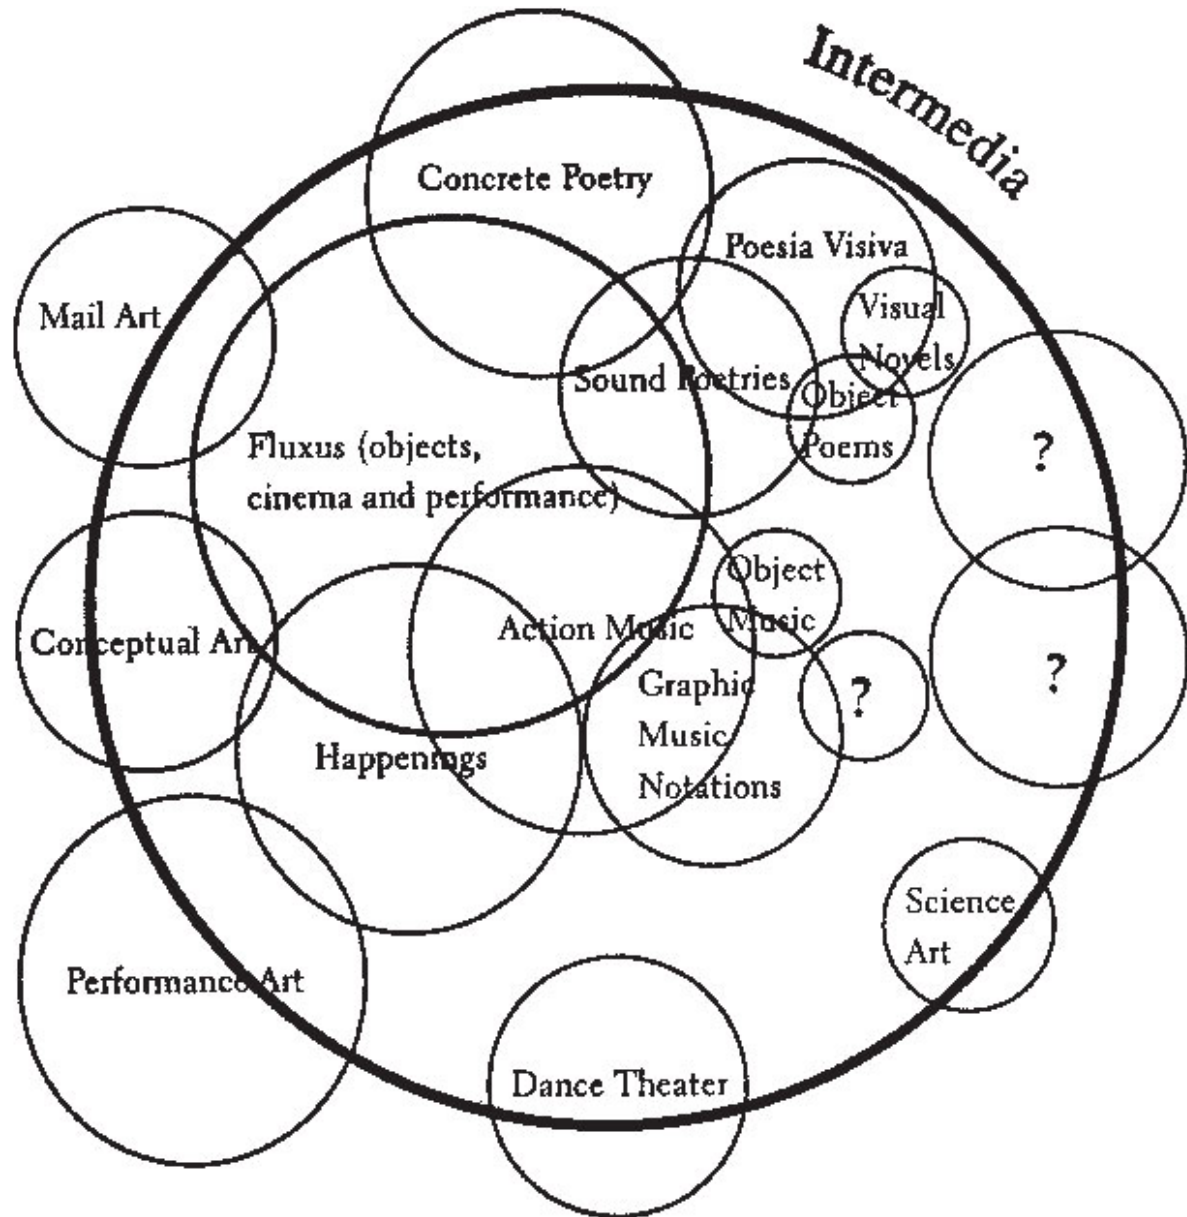 Intermedia
Concrete Poetry
Poesia Visiva
Mail Art
Visual
Novels
Sound Poetries
Object
Poems
Fluxus (objects,
cinema and performance)
?
Object
Music
Conceptual Art
Action Music
Graphic
Music
Notations
?
?
Happenings
Science
Art
Performance Art
Dance Theater